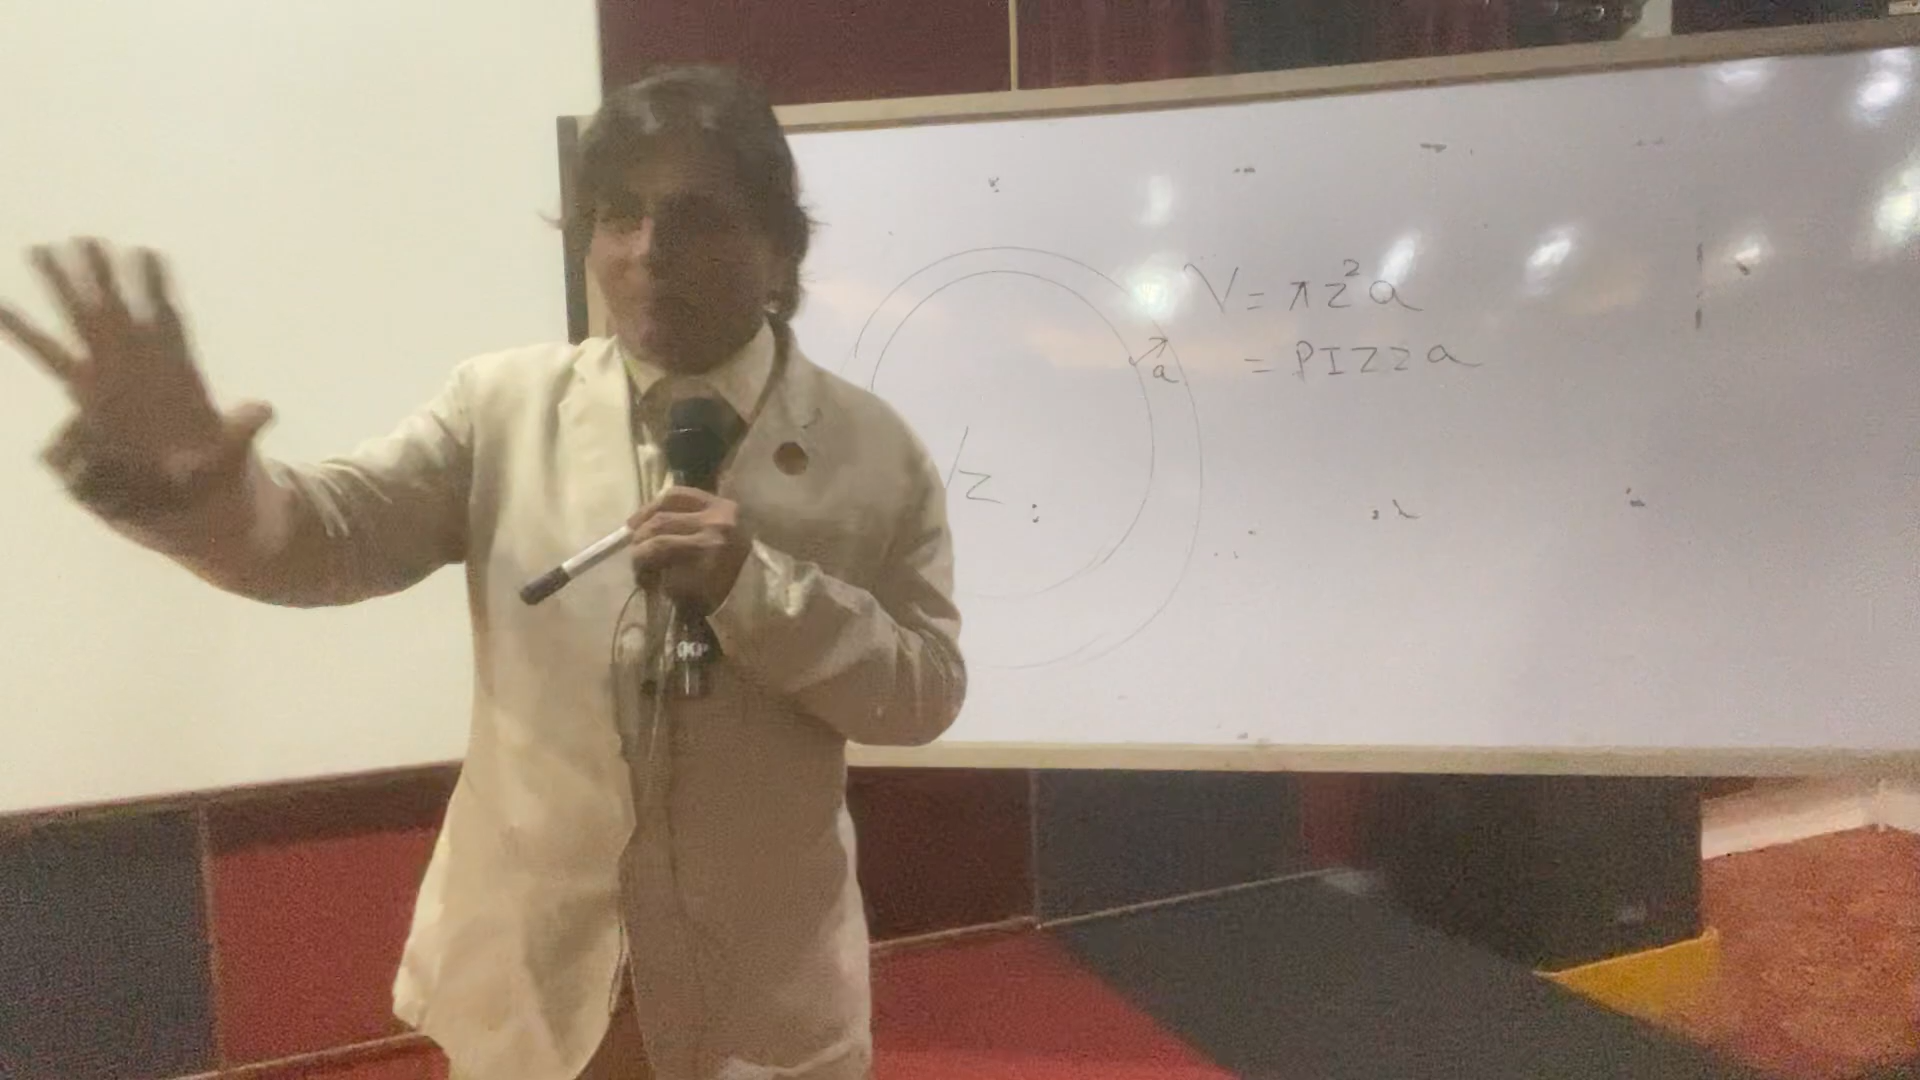 V = πz²a
= PIZZa
a
z